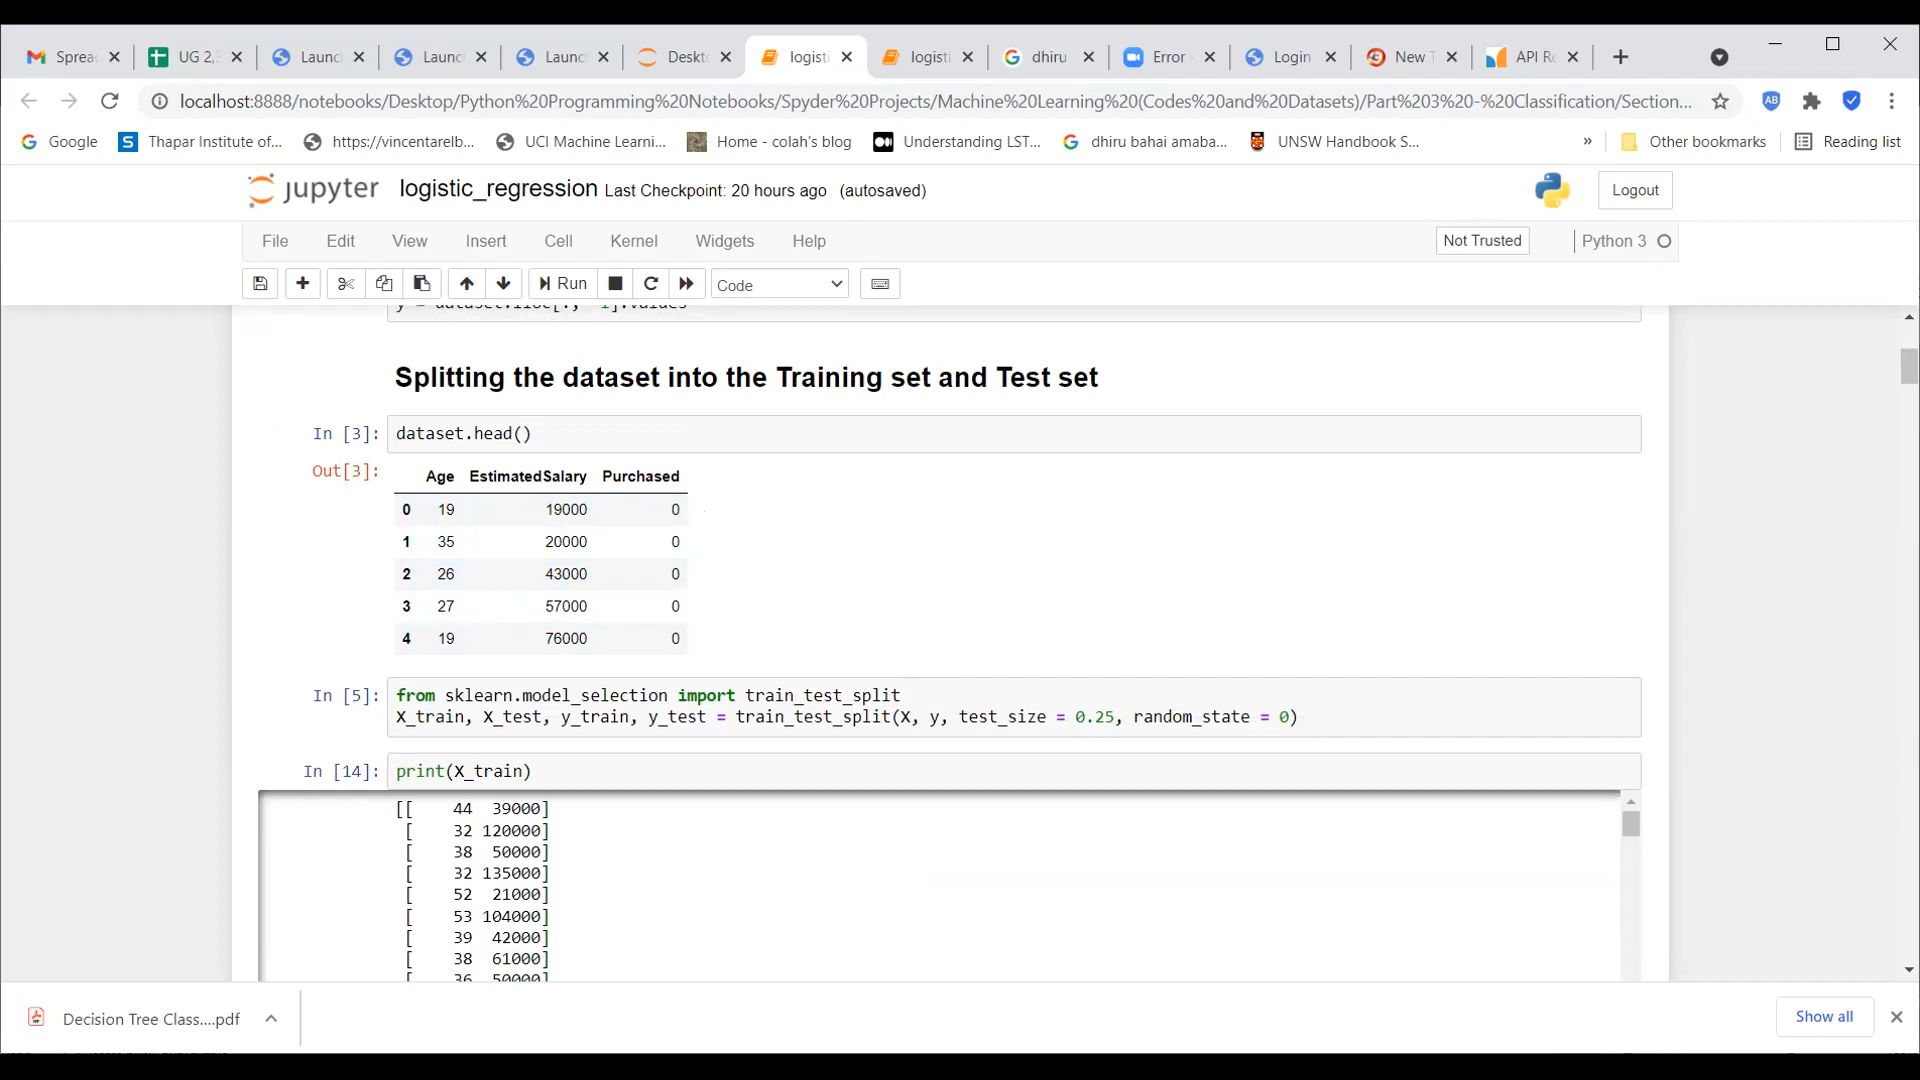 Sprea
UG 2,
Launc
Launc
Launc
Deskt
logisti
logisti
dhiru
Error -
Login
New T
API Re
localhost:8888/notebooks/Desktop/Python%20Programming%20Notebooks/Spyder%20Projects/Machine%20Learning%20(Codes%20and%20Datasets)/Part%203%20-%20Classification/Section...
AB
Google
S
Thapar Institute of...
https://vincentarelb...
UCI Machine Learni...
Home - colah's blog
Understanding LST...
dhiru bahai amaba...
UNSW Handbook S...
»
Other bookmarks
Reading list
jupyter logistic_regression Last Checkpoint: 20 hours ago (autosaved)
Logout
File Edit View Insert Cell Kernel Widgets Help
Not Trusted
Python 3
Run
Code
y = dataset.iloc[:, -1].values
Splitting the dataset into the Training set and Test set
In [3]: dataset.head()
Out[3]:
Age EstimatedSalary Purchased
0 19 19000 0
1 35 20000 0
2 26 43000 0
3 27 57000 0
4 19 76000 0
In [5]: from sklearn.model_selection import train_test_split
X_train, X_test, y_train, y_test = train_test_split(X, y, test_size = 0.25, random_state = 0)
In [14]: print(X_train)
[[ 44 39000]
[ 32 120000]
[ 38 50000]
[ 32 135000]
[ 52 21000]
[ 53 104000]
[ 39 42000]
[ 38 61000]
[ 36 50000]
Decision Tree Class....pdf
Show all